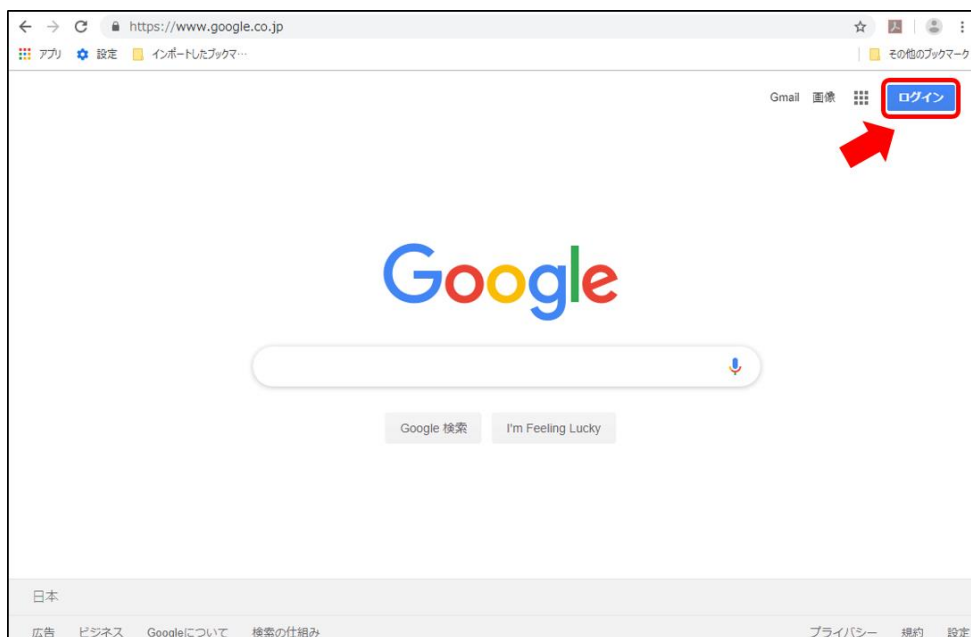 https://www.google.co.jp
アプリ 設定 インポートしたブックマ… その他のブックマーク
Gmail 画像 ログイン
Google
Google 検索 I'm Feeling Lucky
日本
広告 ビジネス Googleについて 検索の仕組み プライバシー 規約 設定